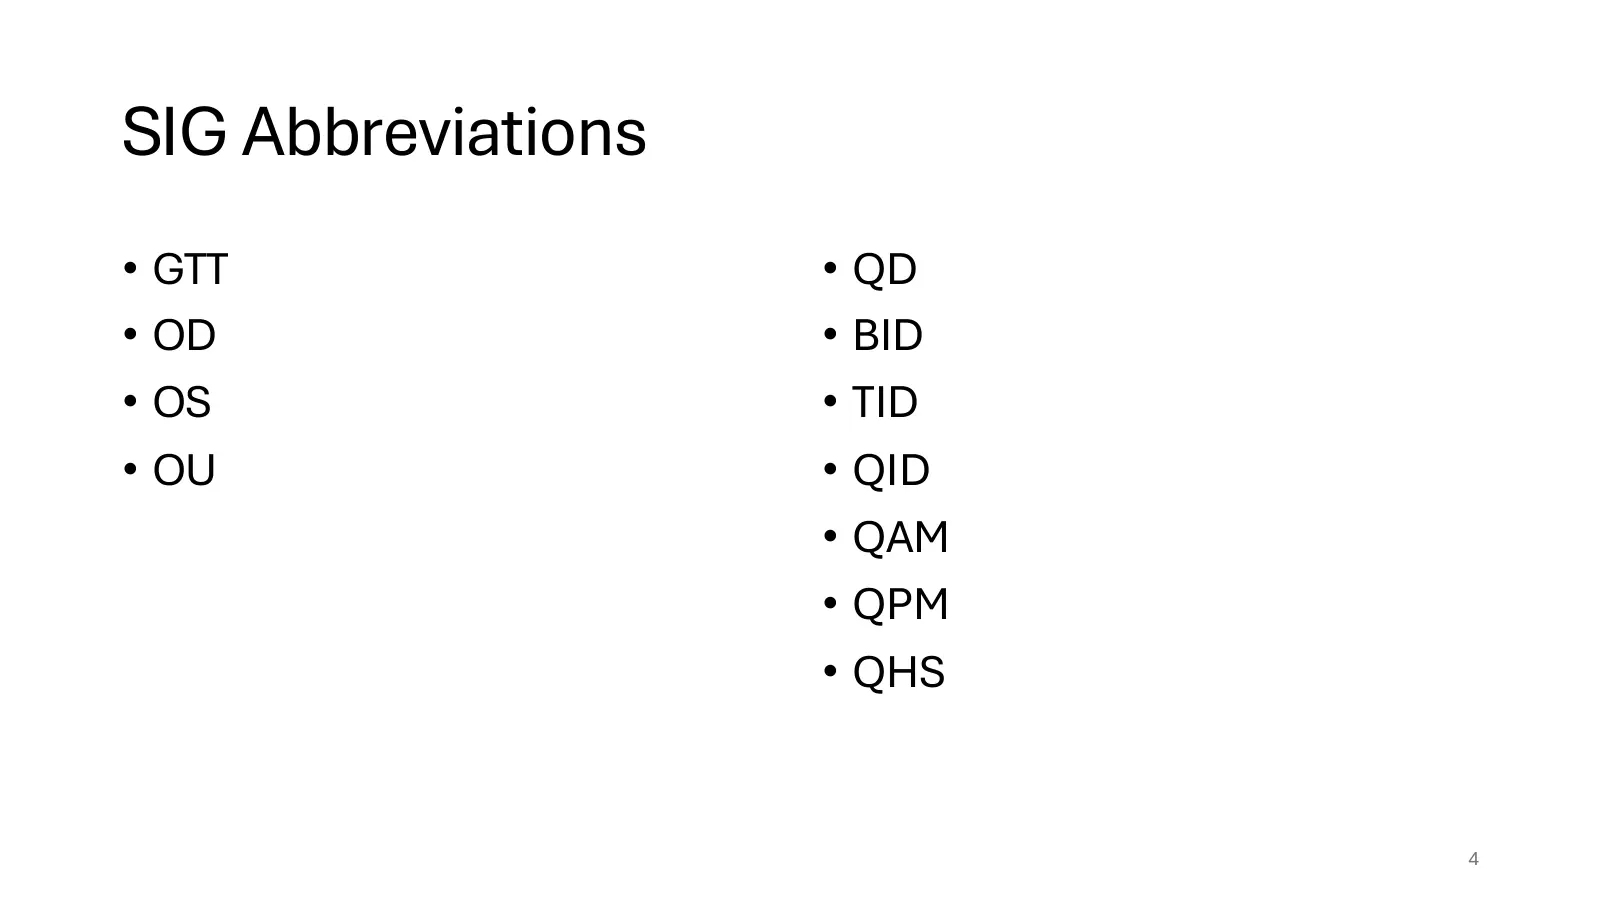 SIG Abbreviations
• GTT
• OD
• OS
• OU
• QD
• BID
• TID
• QID
• QAM
• QPM
• QHS
4